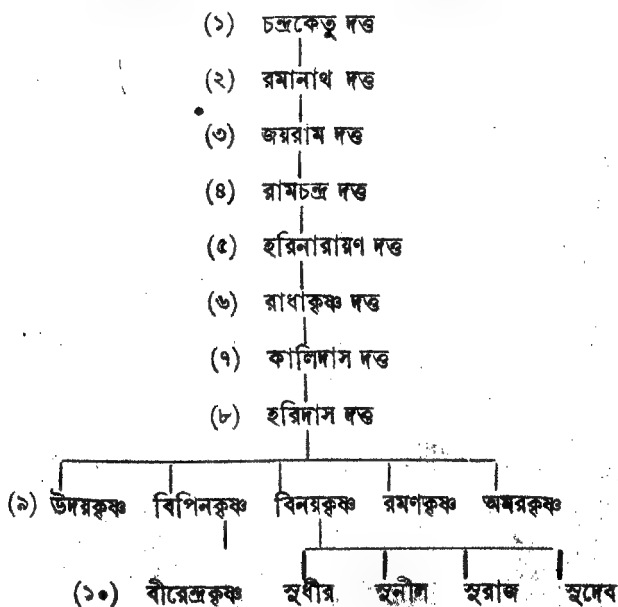 (১) চন্দ্রকেতু দত্ত
(২) রমানাথ দত্ত
(৩) জয়রাম দত্ত
(৪) রামচন্দ্র দত্ত
(৫) হরিনারায়ণ দত্ত
(৬) রাধাকৃষ্ণ দত্ত
(৭) কালিদাস দত্ত
(৮) হরিদাস দত্ত
(৯) উদয়কৃষ্ণ বিপিনকৃষ্ণ বিনয়কৃষ্ণ রমণকৃষ্ণ অমরকৃষ্ণ
(১০) বীরেন্দ্রকৃষ্ণ সুধীর সুনীল সুরাজ সুদেব